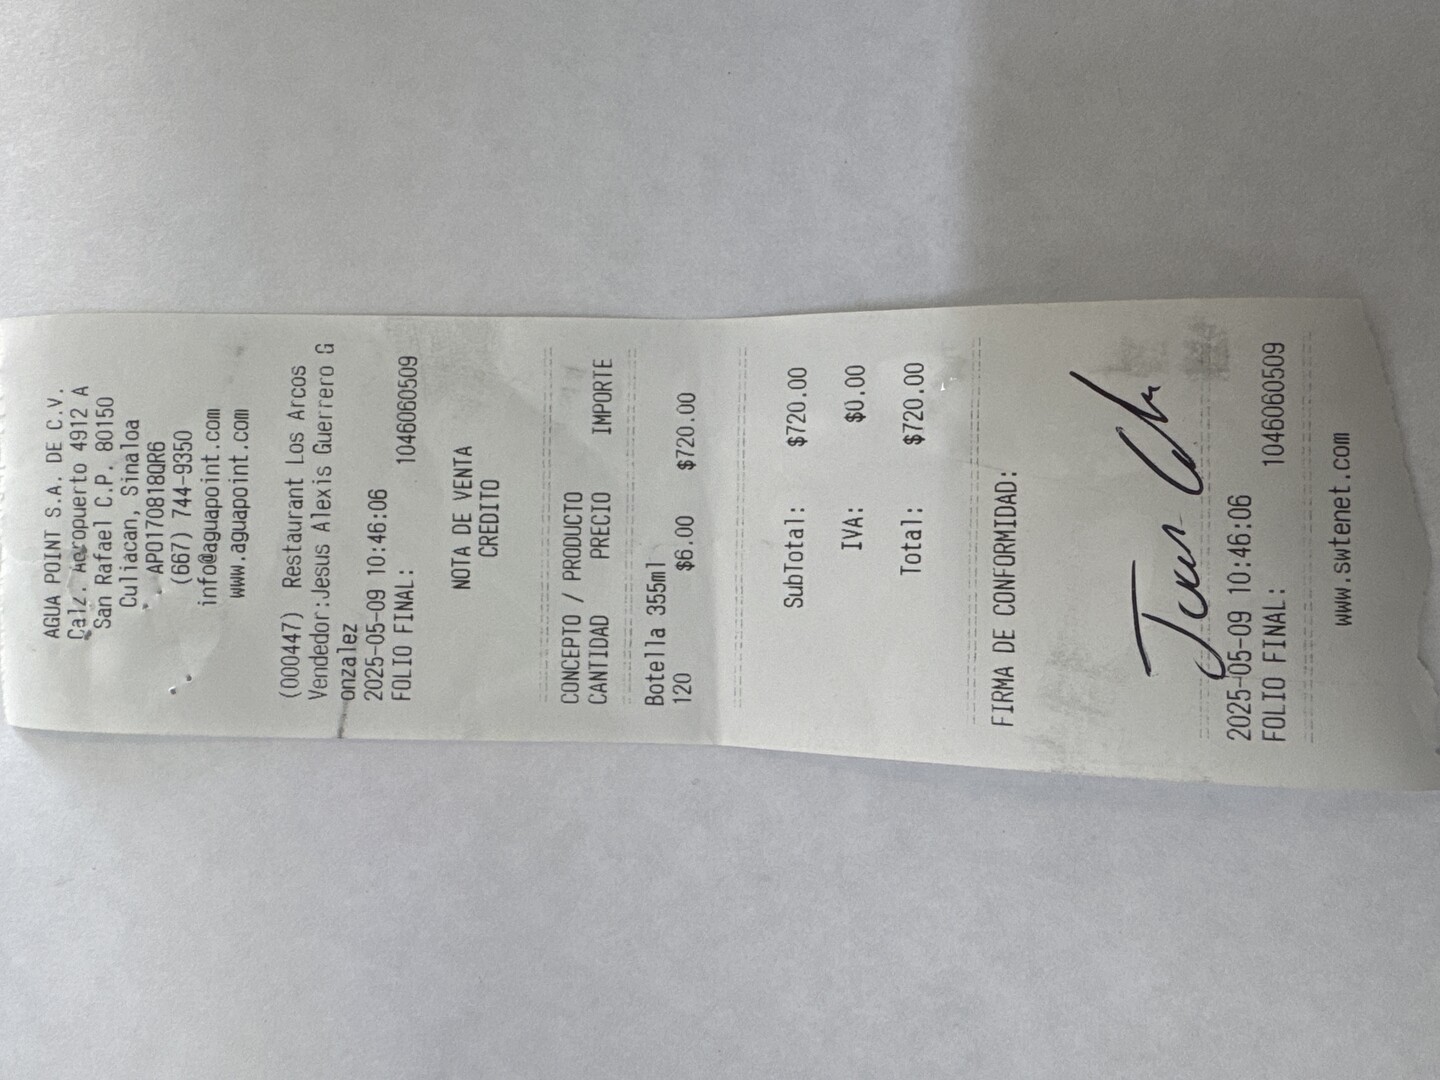 AGUA POINT S.A. DE C.V.
Calz. Aeropuerto 4912 A
San Rafael C.P. 80150
Culiacan, Sinaloa
APO170818QR6
(667) 744-9350
info@aguapoint.com
www.aguapoint.com
(000447) Restaurant Los Arcos
Vendedor:Jesus Alexis Guerrero G
onzalez
2025-05-09 10:46:06
FOLIO FINAL: 1046060509
NOTA DE VENTA
CREDITO
CONCEPTO / PRODUCTO
CANTIDAD PRECIO IMPORTE
Botella 355ml
120 $6.00 $720.00
SubTotal: $720.00
IVA: $0.00
Total: $720.00
FIRMA DE CONFORMIDAD:
2025-05-09 10:46:06
FOLIO FINAL: 1046060509
www.swtenet.com